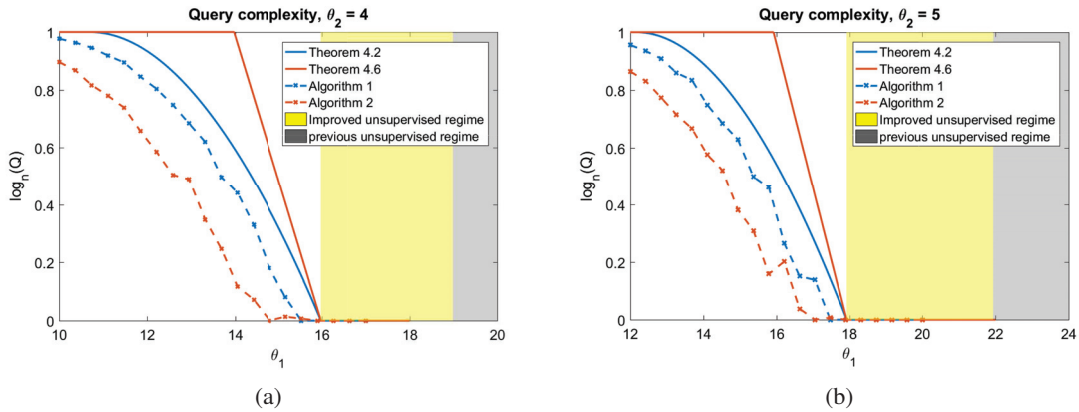 Query complexity, θ2 = 4
1
0.8
0.6
0.4
0.2
0
logn(Q)
10
12
14
16
18
20
θ1
Theorem 4.2
Theorem 4.6
Algorithm 1
Algorithm 2
Improved unsupervised regime
previous unsupervised regime
(a)
Query complexity, θ2 = 5
1
0.8
0.6
0.4
0.2
0
logn(Q)
12
14
16
18
20
22
24
θ1
Theorem 4.2
Theorem 4.6
Algorithm 1
Algorithm 2
Improved unsupervised regime
previous unsupervised regime
(b)